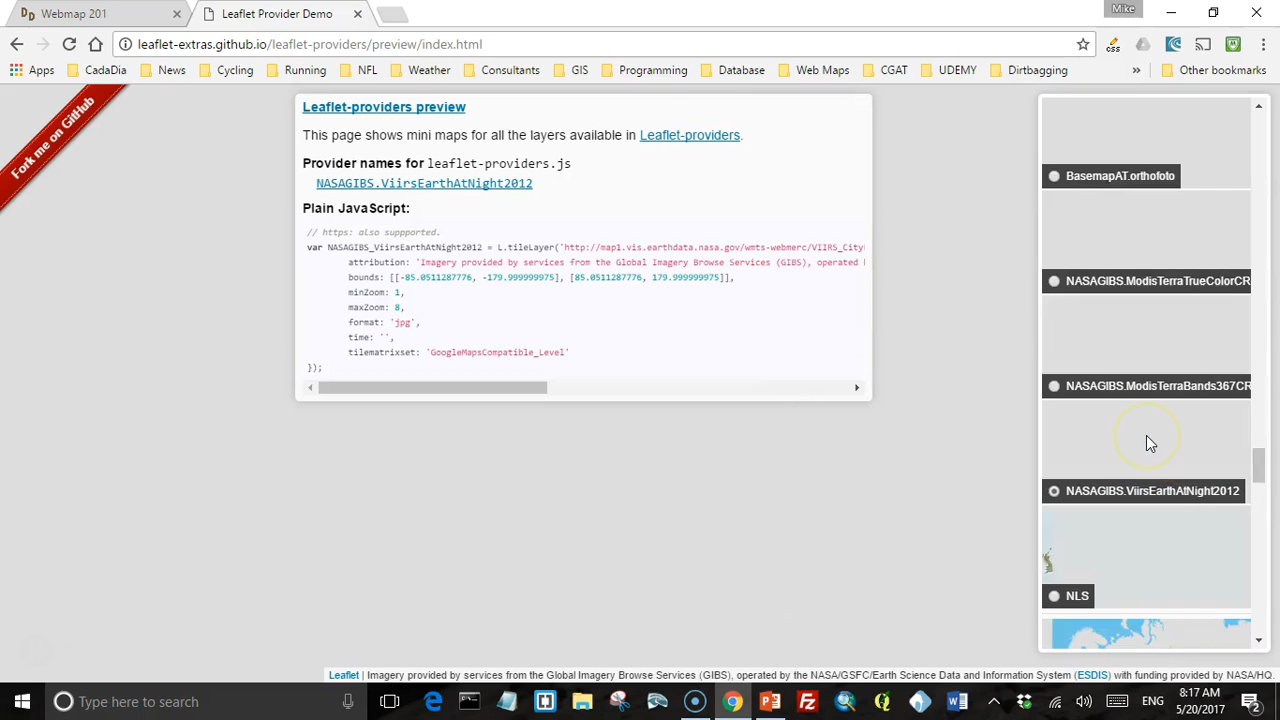 Webmap 201
Leaflet Provider Demo
Mike
leaflet-extras.github.io/leaflet-providers/preview/index.html
Apps
CadaDia
News
Cycling
Running
NFL
Weather
Consultants
GIS
Programming
Database
Web Maps
CGAT
UDEMY
Dirtbagging
»
Other bookmarks
Fork me on GitHub
Leaflet-providers preview
This page shows mini maps for all the layers available in Leaflet-providers.
Provider names for leaflet-providers.js
NASAGIBS.ViirsEarthAtNight2012
Plain JavaScript:
// https: also suppported.
var NASAGIBS_ViirsEarthAtNight2012 = L.tileLayer('http://map1.vis.earthdata.nasa.gov/wmts-webmerc/VIIRS_City
attribution: 'Imagery provided by services from the Global Imagery Browse Services (GIBS), operated
bounds: [[-85.0511287776, -179.999999975], [85.0511287776, 179.999999975]],
minZoom: 1,
maxZoom: 8,
format: 'jpg',
time: '',
tilematrixset: 'GoogleMapsCompatible_Level'
});
BasemapAT.orthofoto
NASAGIBS.ModisTerraTrueColorCR
NASAGIBS.ModisTerraBands367CR
NASAGIBS.ViirsEarthAtNight2012
NLS
Leaflet | Imagery provided by services from the Global Imagery Browse Services (GIBS), operated by the NASA/GSFC/Earth Science Data and Information System (ESDIS) with funding provided by NASA/HQ.
Type here to search
ENG
8:17 AM
5/20/2017